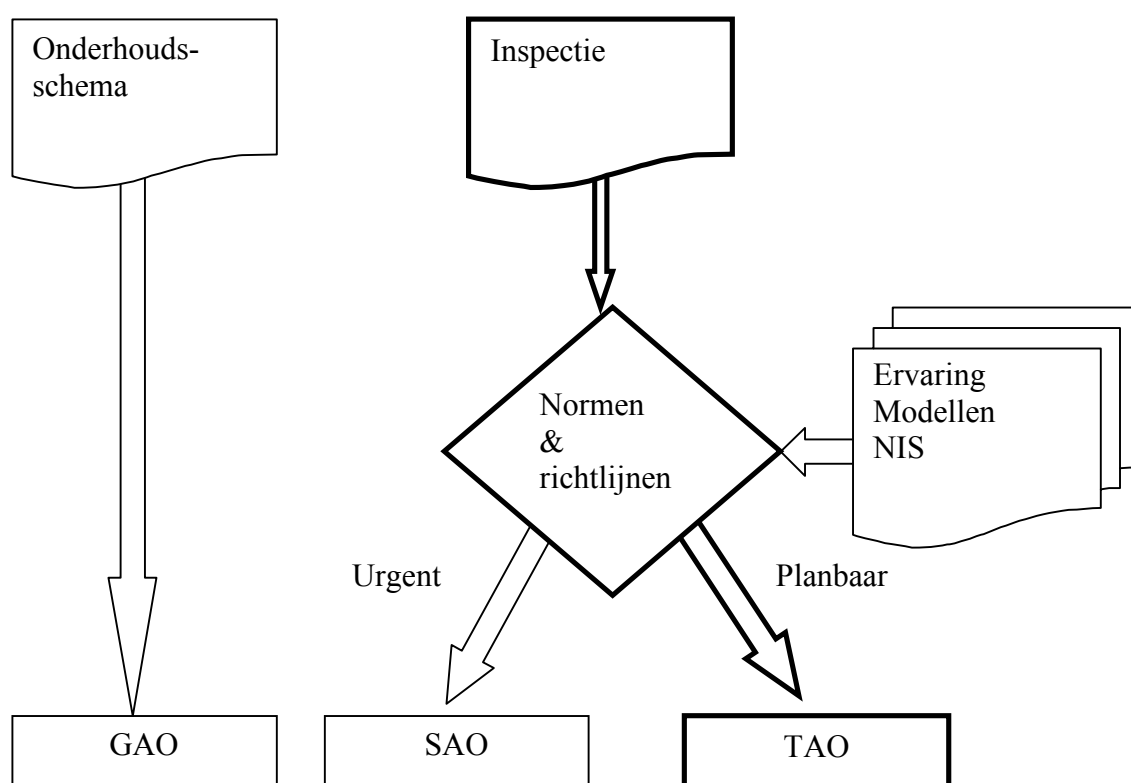 Onderhouds-
schema
Inspectie
Normen
&
richtlijnen
Ervaring
Modellen
NIS
Urgent
Planbaar
GAO
SAO
TAO